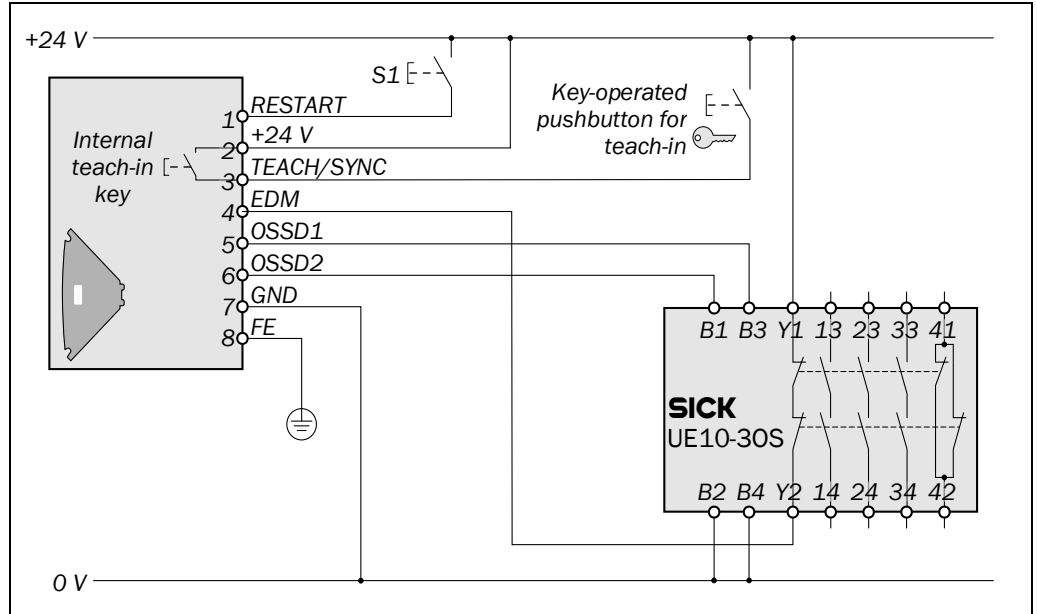 +24 V
S1
Key-operated
pushbutton for
teach-in
Internal
teach-in
key
1 RESTART
2 +24 V
3 TEACH/SYNC
4 EDM
5 OSSD1
6 OSSD2
7 GND
8 FE
B1 B3 Y1 13 23 33 41
SICK
UE10-30S
B2 B4 Y2 14 24 34 42
0 V